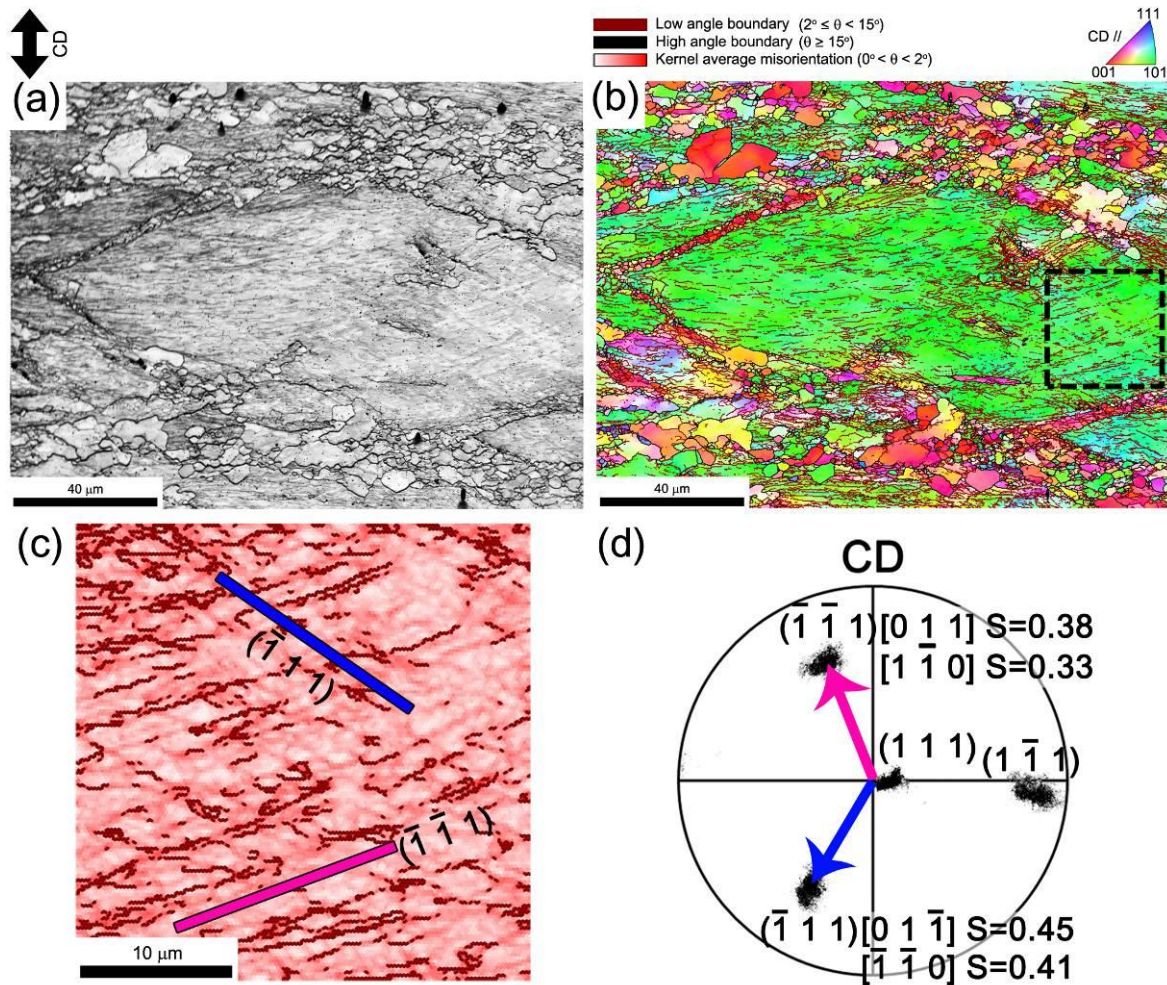 CD
Low angle boundary (2° ≤ θ < 15°)
High angle boundary (θ ≥ 15°)
Kernel average misorientation (0° < θ < 2°)
CD //
111
001
101
(a)
40 µm
(b)
40 µm
(c)
(1̄ 1 1)
(1̄ 1̄ 1)
10 µm
(d)
CD
(1̄ 1̄ 1)[0 1 1] S=0.38
[1 1̄ 0] S=0.33
(1 1 1)
(1 1̄ 1)
(1̄ 1 1)[0 1 1̄] S=0.45
[1̄ 1̄ 0] S=0.41